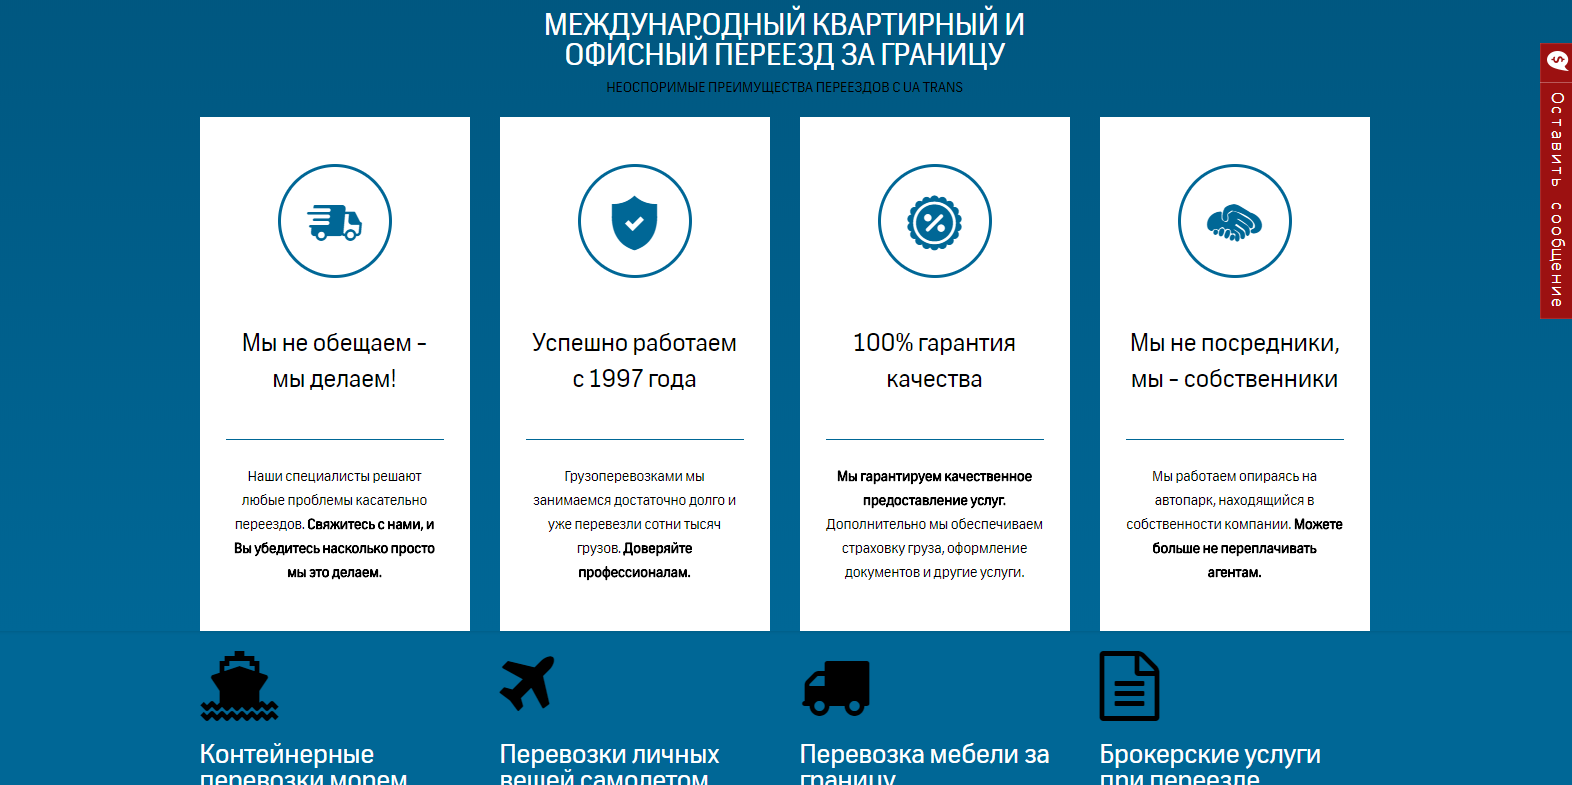 МЕЖДУНАРОДНЫЙ КВАРТИРНЫЙ И
ОФИСНЫЙ ПЕРЕЕЗД ЗА ГРАНИЦУ
НЕОСПОРИМЫЕ ПРЕИМУЩЕСТВА ПЕРЕЕЗДОВ С UA TRANS
Мы не обещаем -
мы делаем!
Наши специалисты решают
любые проблемы касательно
переездов. Свяжитесь с нами, и
Вы убедитесь насколько просто
мы это делаем.
Успешно работаем
с 1997 года
Грузоперевозками мы
занимаемся достаточно долго и
уже перевезли сотни тысяч
грузов. Доверяйте
профессионалам.
100% гарантия
качества
Мы гарантируем качественное
предоставление услуг.
Дополнительно мы обеспечиваем
страховку груза, оформление
документов и другие услуги.
Мы не посредники,
мы - собственники
Мы работаем опираясь на
автопарк, находящийся в
собственности компании. Можете
больше не переплачивать
агентам.
Контейнерные
перевозки морем
Перевозки личных
вещей самолетом
Перевозка мебели за
границу
Брокерские услуги
при переезде
Оставить сообщение